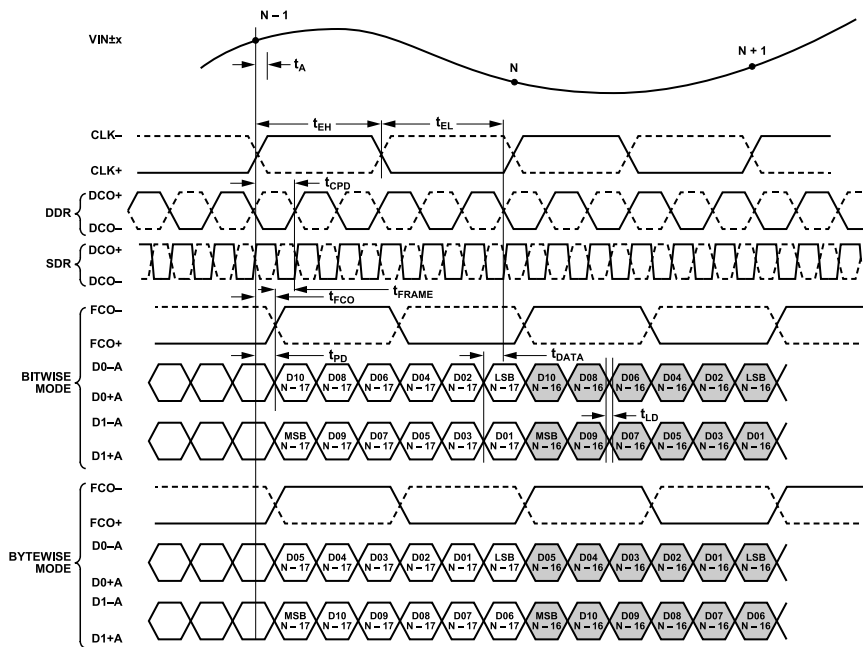 N – 1
VIN±x
tA
N
N + 1
tEH
tEL
CLK–
CLK+
tCPD
DDR
DCO+
DCO–
SDR
DCO+
DCO–
tFCO
tFRAME
FCO–
FCO+
BITWISE
MODE
tPD
tDATA
D0–A
D0+A
D10 D08 D06 D04 D02 LSB D10 D08 D06 D04 D02 LSB
N – 17 N – 17 N – 17 N – 17 N – 17 N – 17 N – 16 N – 16 N – 16 N – 16 N – 16 N – 16
tLD
D1–A
D1+A
MSB D09 D07 D05 D03 D01 MSB D09 D07 D05 D03 D01
N – 17 N – 17 N – 17 N – 17 N – 17 N – 17 N – 16 N – 16 N – 16 N – 16 N – 16 N – 16
FCO–
FCO+
BYTEWISE
MODE
D0–A
D0+A
D05 D04 D03 D02 D01 LSB D05 D04 D03 D02 D01 LSB
N – 17 N – 17 N – 17 N – 17 N – 17 N – 17 N – 16 N – 16 N – 16 N – 16 N – 16 N – 16
D1–A
D1+A
MSB D10 D09 D08 D07 D06 MSB D10 D09 D08 D07 D06
N – 17 N – 17 N – 17 N – 17 N – 17 N – 17 N – 16 N – 16 N – 16 N – 16 N – 16 N – 16